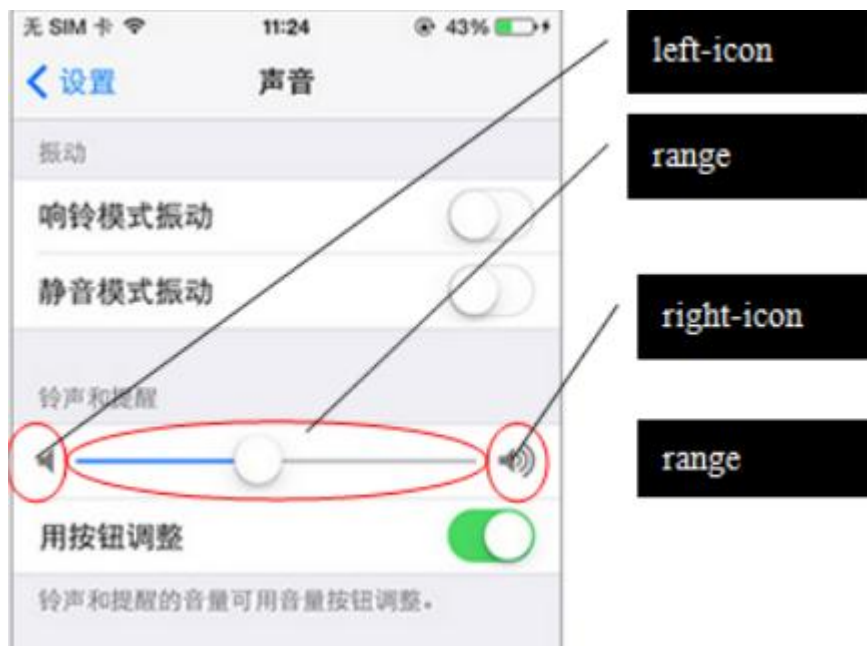 无 SIM 卡 11:24 43%
设置 声音
left-icon
振动
range
响铃模式振动
静音模式振动
right-icon
铃声和提醒
range
用按钮调整
铃声和提醒的音量可用音量按钮调整。